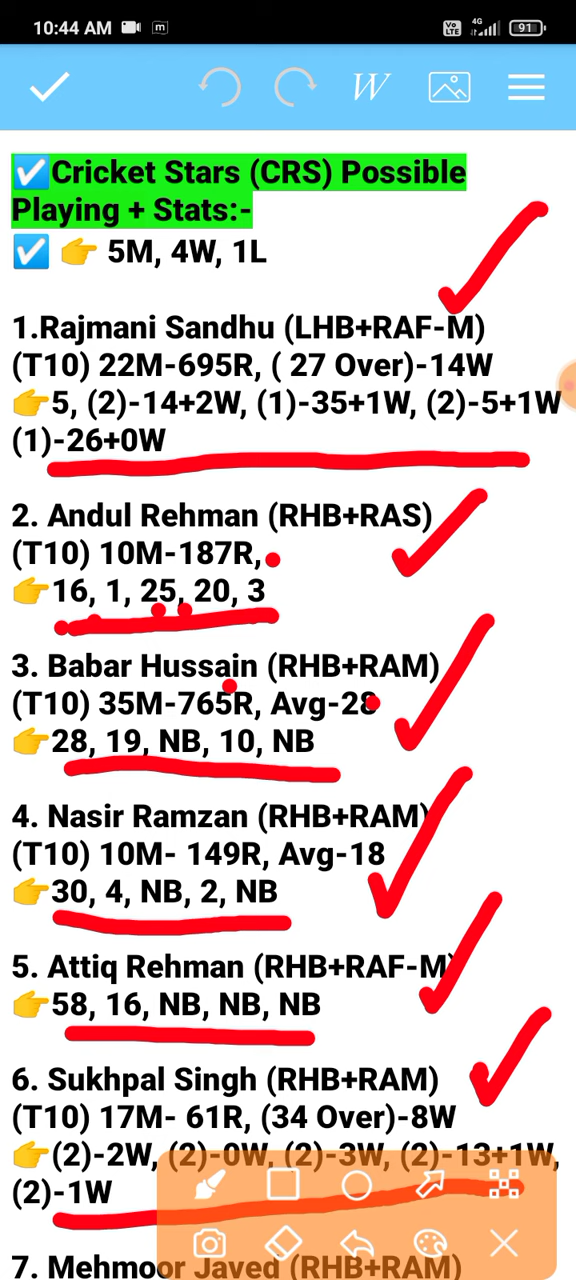 10:44 AM
Vo LTE 4G 91
W
✅Cricket Stars (CRS) Possible
Playing + Stats:-
✅ 👉 5M, 4W, 1L
1.Rajmani Sandhu (LHB+RAF-M)
(T10) 22M-695R, ( 27 Over)-14W
👉5, (2)-14+2W, (1)-35+1W, (2)-5+1W
(1)-26+0W
2. Andul Rehman (RHB+RAS)
(T10) 10M-187R,
👉16, 1, 25, 20, 3
3. Babar Hussain (RHB+RAM)
(T10) 35M-765R, Avg-28
👉28, 19, NB, 10, NB
4. Nasir Ramzan (RHB+RAM)
(T10) 10M- 149R, Avg-18
👉30, 4, NB, 2, NB
5. Attiq Rehman (RHB+RAF-M)
👉58, 16, NB, NB, NB
6. Sukhpal Singh (RHB+RAM)
(T10) 17M- 61R, (34 Over)-8W
👉(2)-2W, (2)-0W, (2)-3W, (2)-13+1W,
(2)-1W
7. Mehmoor Javed (RHB+RAM)